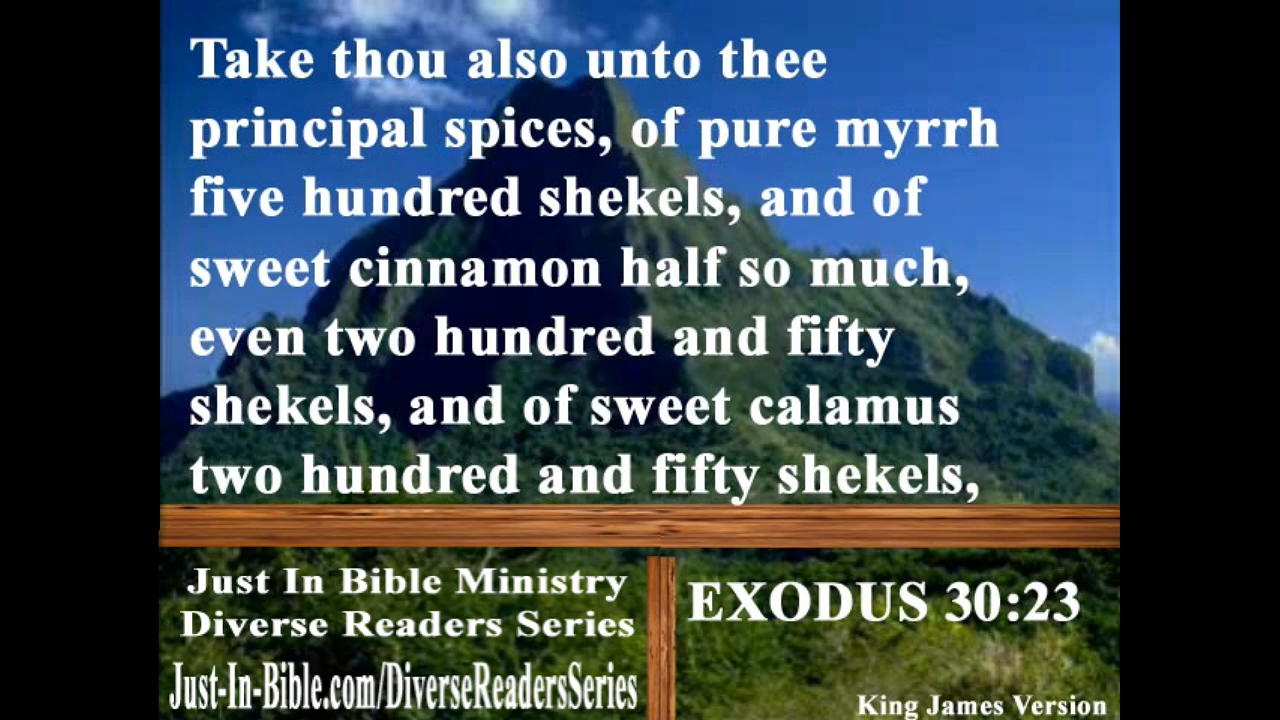 Take thou also unto thee
principal spices, of pure myrrh
five hundred shekels, and of
sweet cinnamon half so much,
even two hundred and fifty
shekels, and of sweet calamus
two hundred and fifty shekels,
Just In Bible Ministry
Diverse Readers Series
Just-In-Bible.com/DiverseReadersSeries
EXODUS 30:23
King James Version